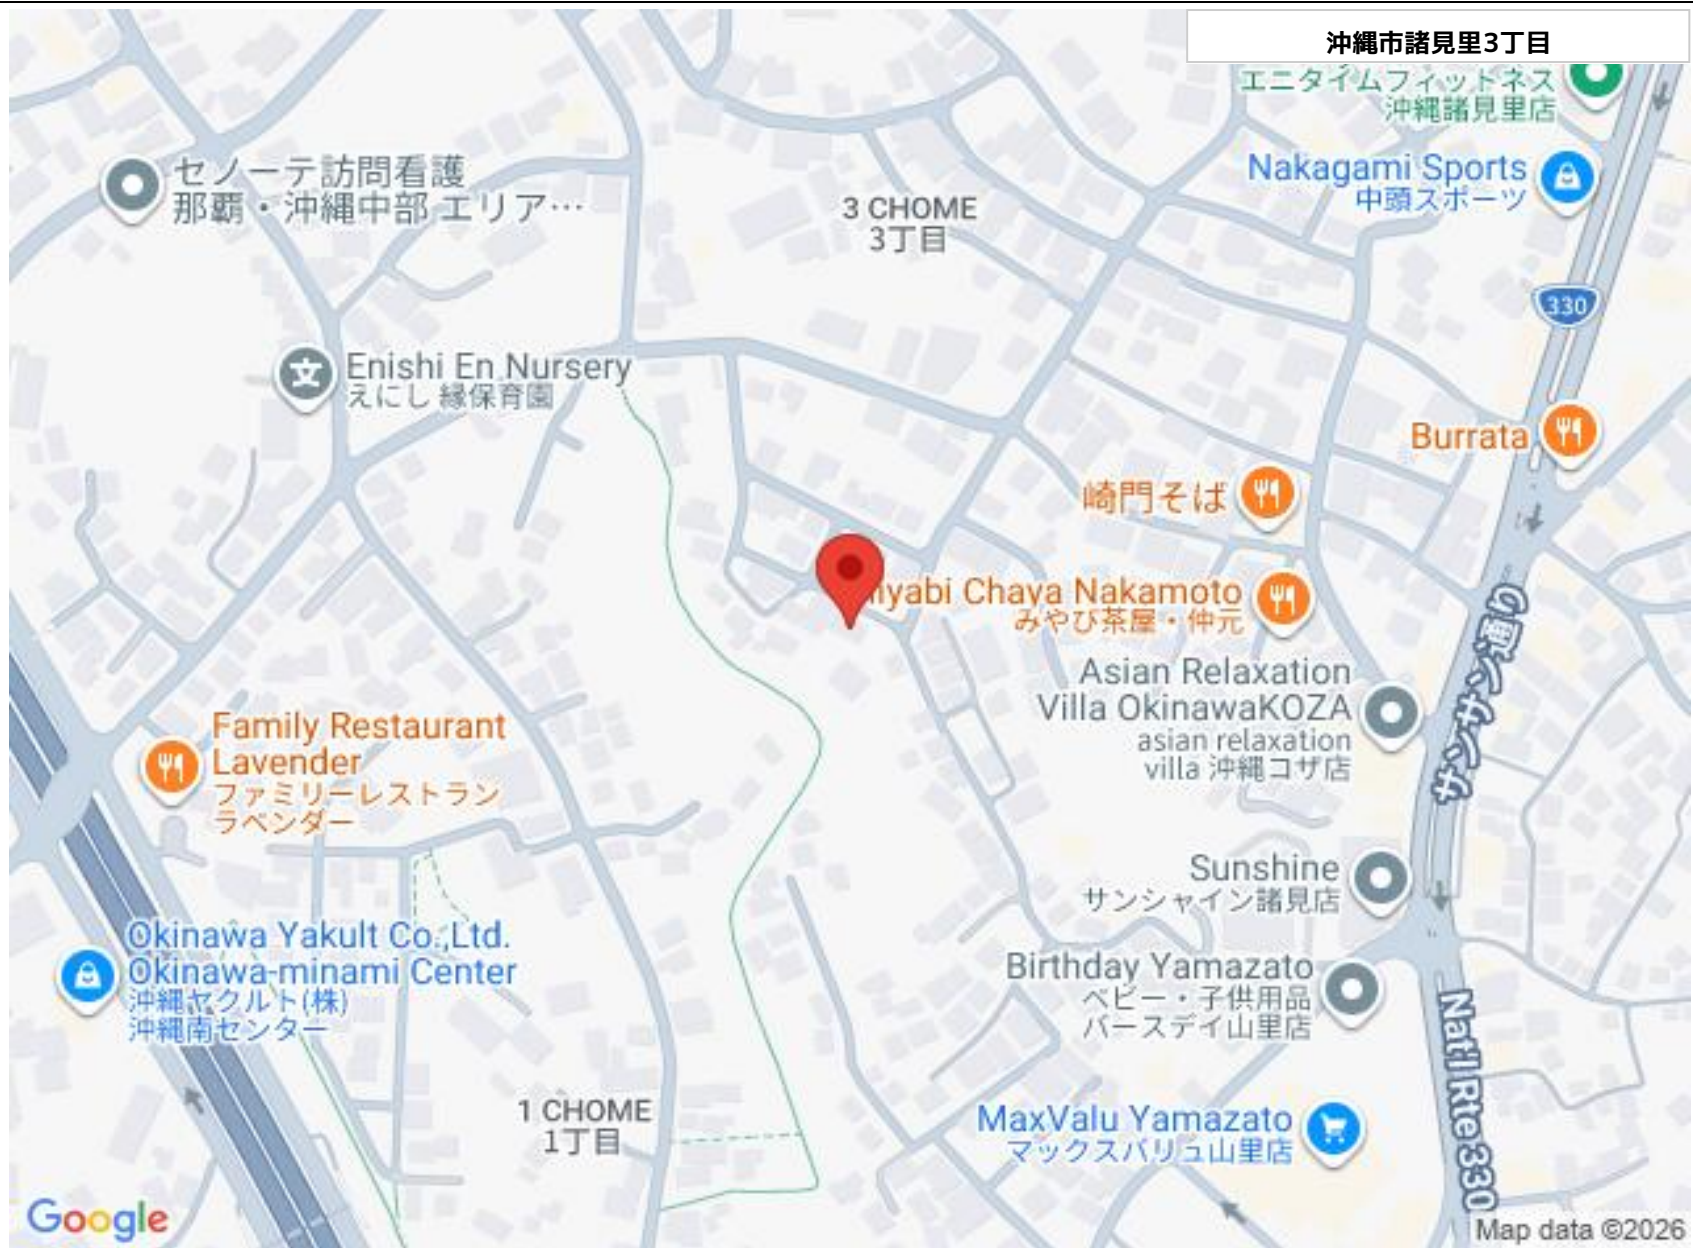 沖縄市諸見里3丁目
エニタイムフィットネス
沖縄諸見里店
セノーテ訪問看護
那覇・沖縄中部 エリア…
Nakagami Sports
中頭スポーツ
3 CHOME
3丁目
330
Enishi En Nursery
えにし 縁保育園
Burrata
崎門そば
iyabi Chaya Nakamoto
みやび茶屋・仲元
サンサン通り
Asian Relaxation
Villa OkinawaKOZA
asian relaxation
villa 沖縄コザ店
Family Restaurant
Lavender
ファミリーレストラン
ラベンダー
Sunshine
サンシャイン諸見店
Okinawa Yakult Co.,Ltd.
Okinawa-minami Center
沖縄ヤクルト(株)
沖縄南センター
Birthday Yamazato
ベビー・子供用品
バースデイ山里店
Nat'l Rte 330
1 CHOME
1丁目
MaxValu Yamazato
マックスバリュ山里店
Google
Map data ©2026